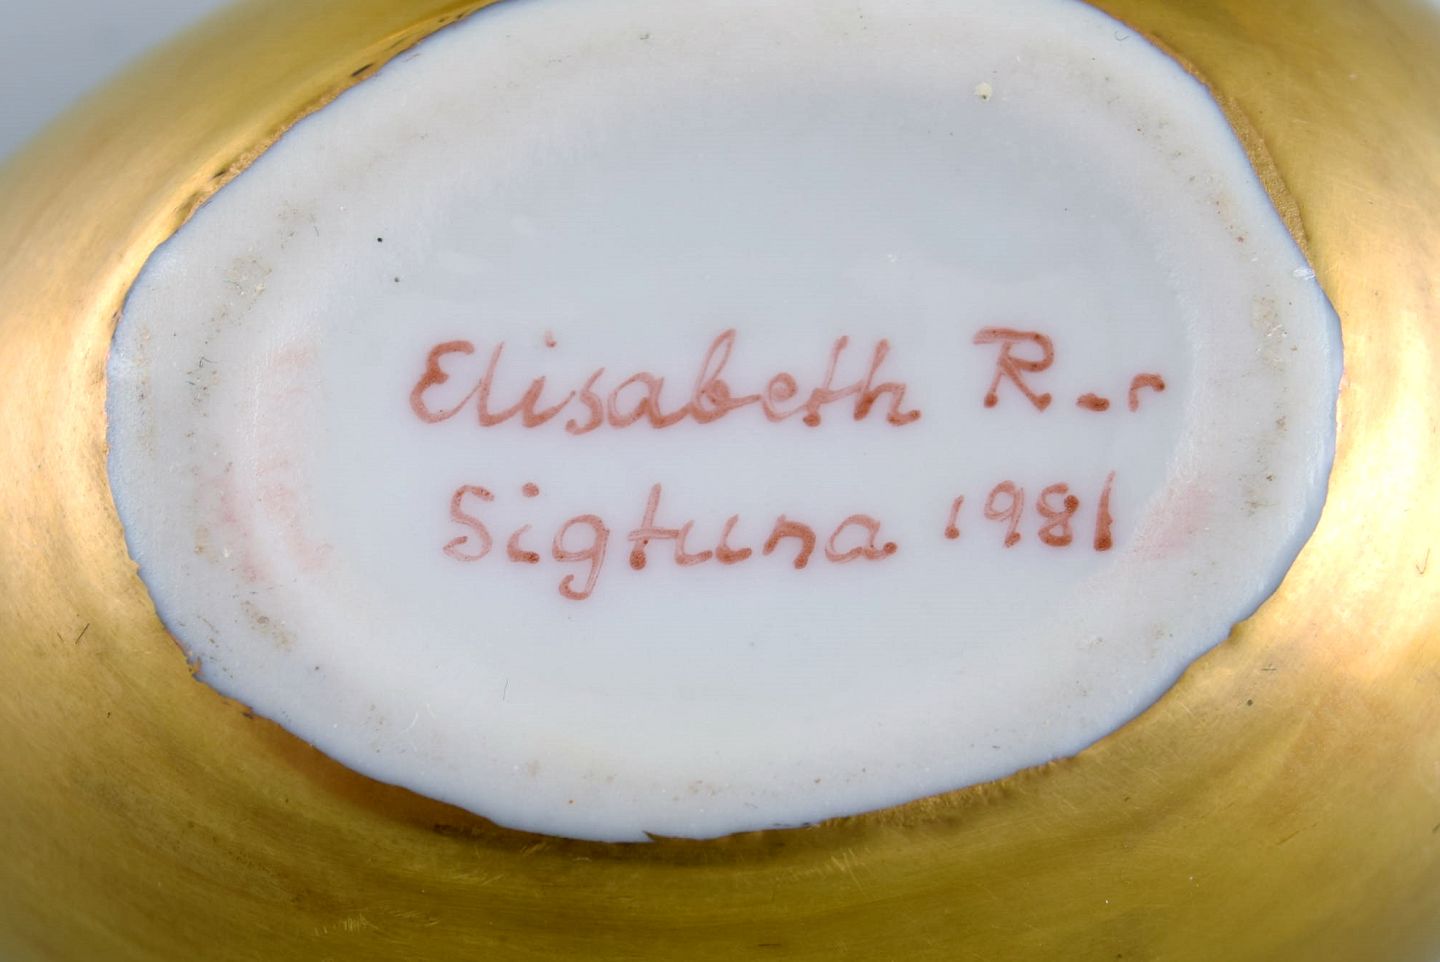 Elisabeth R-r
Sigtuna 1981